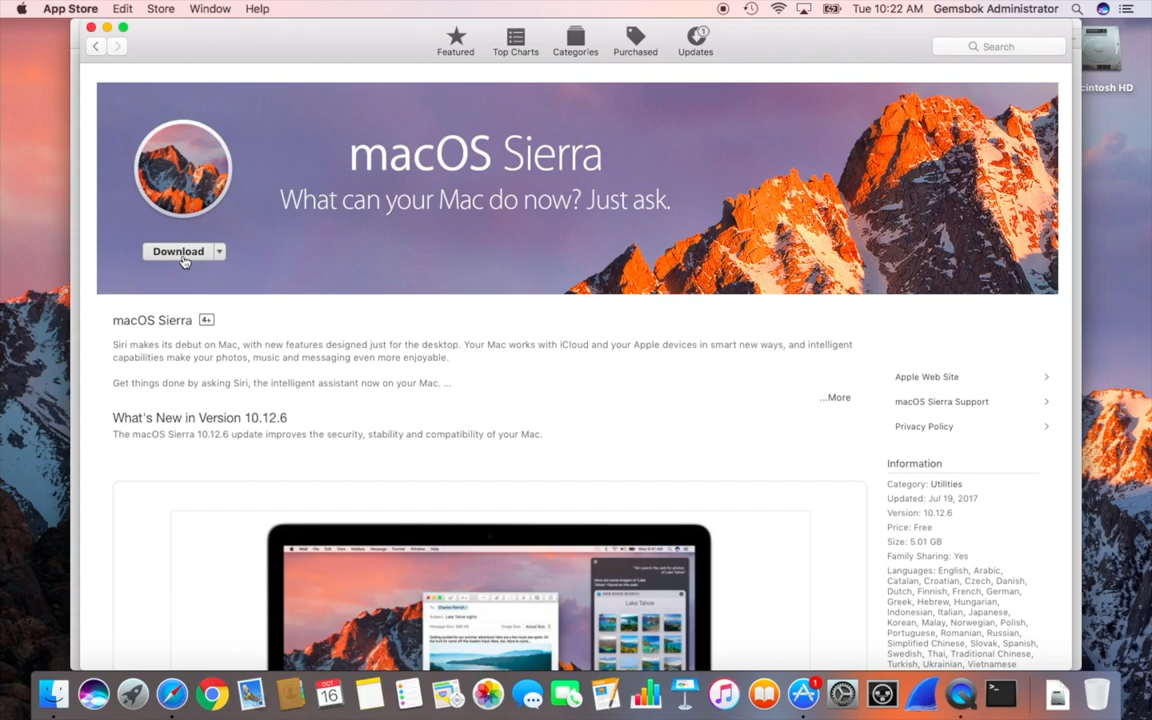 App Store Edit Store Window Help
Tue 10:22 AM Gemsbok Administrator
Featured Top Charts Categories Purchased Updates
1
Search
cintosh HD
macOS Sierra
What can your Mac do now? Just ask.
Download
macOS Sierra 4+
Siri makes its debut on Mac, with new features designed just for the desktop. Your Mac works with iCloud and your Apple devices in smart new ways, and intelligent
capabilities make your photos, music and messaging even more enjoyable.
Get things done by asking Siri, the intelligent assistant now on your Mac. ...
...More
What's New in Version 10.12.6
The macOS Sierra 10.12.6 update improves the security, stability and compatibility of your Mac.
Apple Web Site
macOS Sierra Support
Privacy Policy
Information
Category: Utilities
Updated: Jul 19, 2017
Version: 10.12.6
Price: Free
Size: 5.01 GB
Family Sharing: Yes
Languages: English, Arabic,
Catalan, Croatian, Czech, Danish,
Dutch, Finnish, French, German,
Greek, Hebrew, Hungarian,
Indonesian, Italian, Japanese,
Korean, Malay, Norwegian, Polish,
Portuguese, Romanian, Russian,
Simplified Chinese, Slovak, Spanish,
Swedish, Thai, Traditional Chinese,
Turkish, Ukrainian, Vietnamese
Lake Tahoe
OCT
16
1